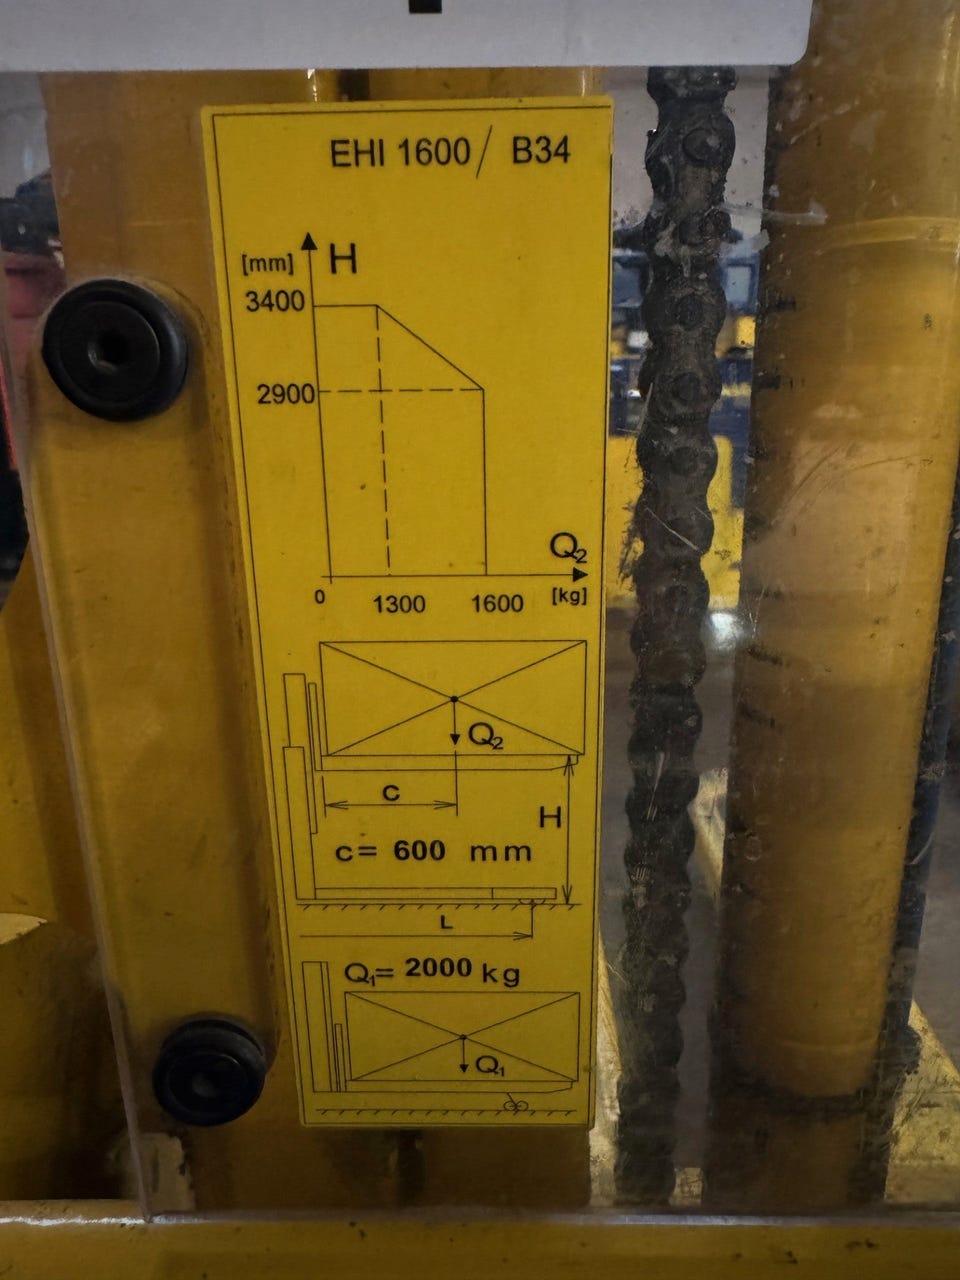 EHI 1600 / B34
[mm] H
3400
2900
Q2
0 1300 1600 [kg]
Q2
c
H
c = 600 mm
L
Q1= 2000 kg
Q1